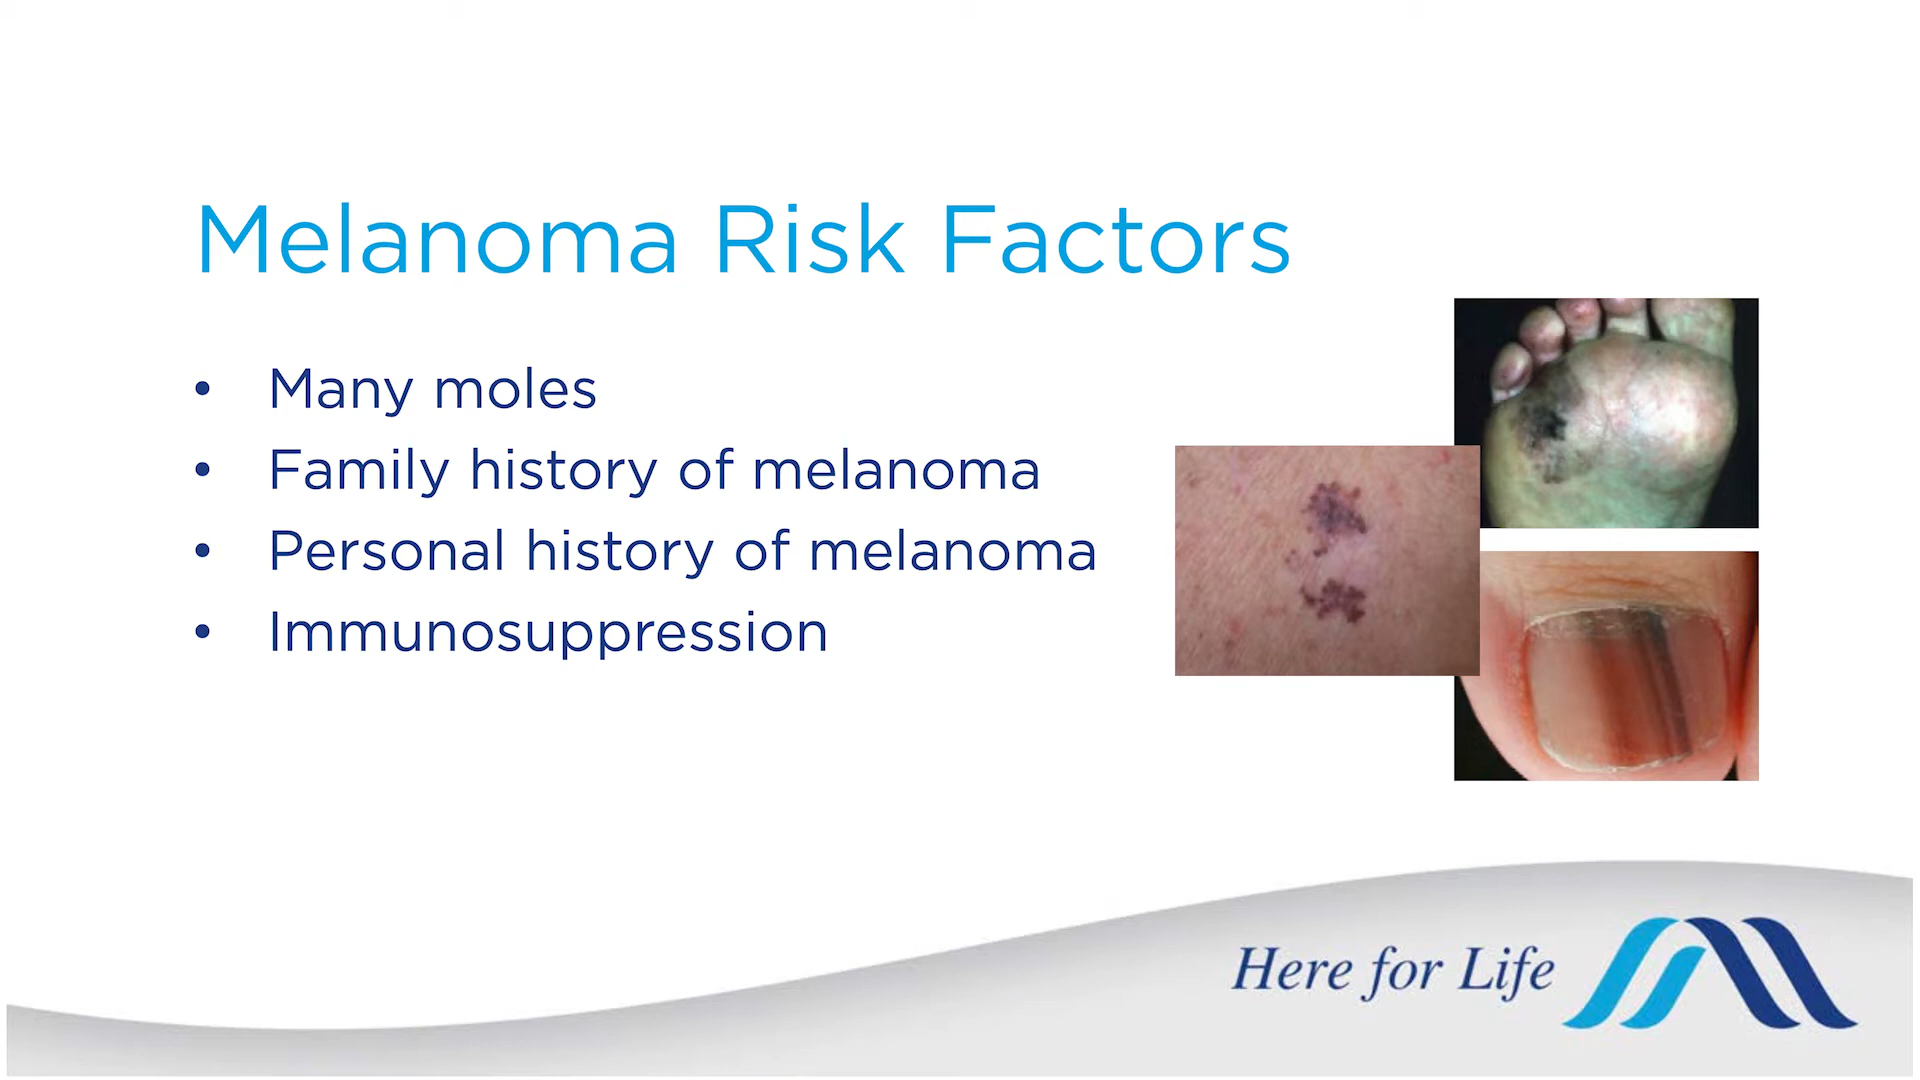 Melanoma Risk Factors
• Many moles
• Family history of melanoma
• Personal history of melanoma
• Immunosuppression
Here for Life